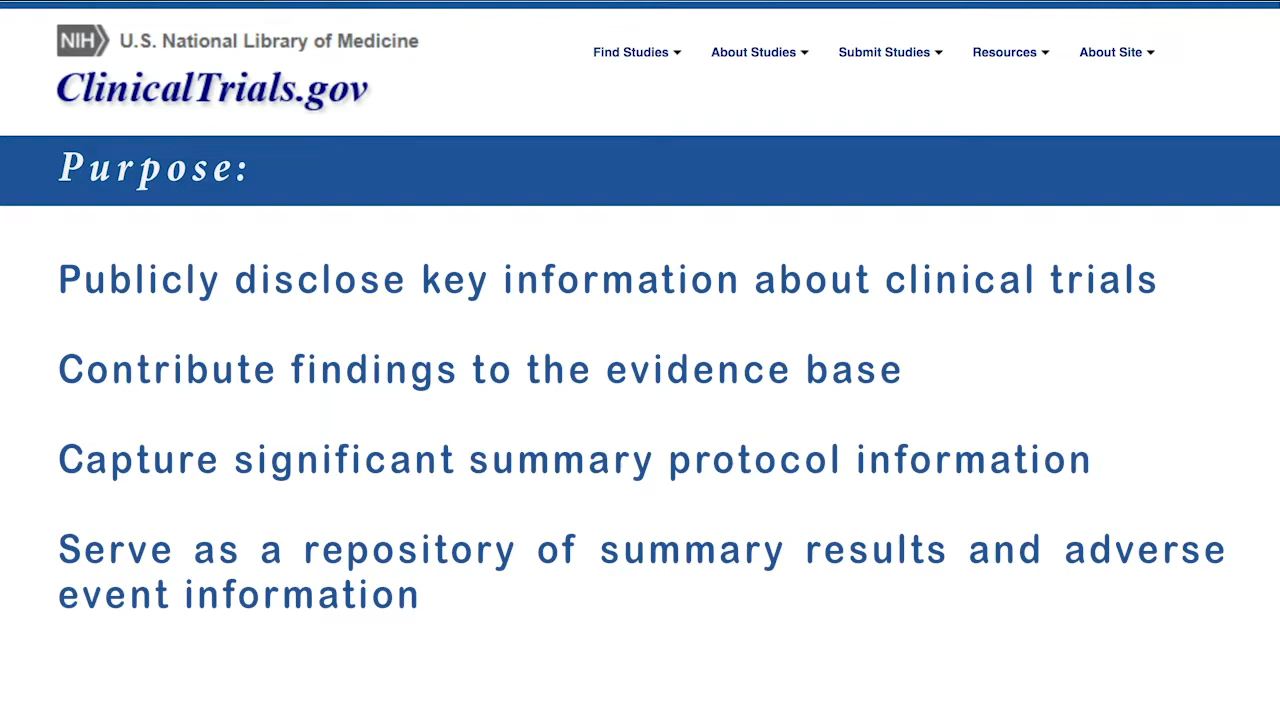 NIH U.S. National Library of Medicine
ClinicalTrials.gov
Find Studies About Studies Submit Studies Resources About Site
Purpose:
Publicly disclose key information about clinical trials
Contribute findings to the evidence base
Capture significant summary protocol information
Serve as a repository of summary results and adverse
event information